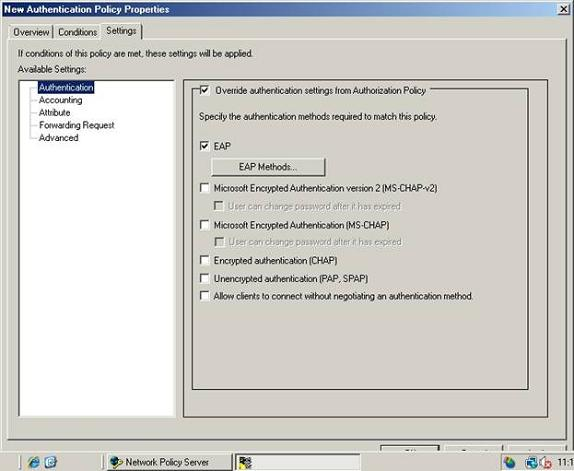 New Authentication Policy Properties
Overview Conditions Settings
If conditions of this policy are met, these settings will be applied.
Available Settings:
Authentication
Accounting
Attribute
Forwarding Request
Advanced
Override authentication settings from Authorization Policy
Specify the authentication methods required to match this policy.
EAP
EAP Methods...
Microsoft Encrypted Authentication version 2 (MS-CHAP-v2)
User can change password after it has expired
Microsoft Encrypted Authentication (MS-CHAP)
User can change password after it has expired
Encrypted authentication (CHAP)
Unencrypted authentication (PAP, SPAP)
Allow clients to connect without negotiating an authentication method.
Network Policy Server
11:1